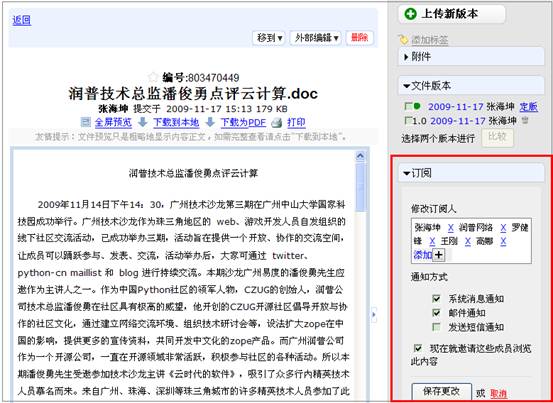 返回
移到▼ 外部编辑▼ 删除
编号:803470449
润普技术总监潘俊勇点评云计算.doc
张海坤 提交于 2009-11-17 15:13 179 KB
全屏预览 下载到本地 下载为PDF 打印
友情提示：文件预览只是粗略地显示内容正文，如需完整查看请点击"下载到本地"。
润普技术总监潘俊勇点评云计算
2009年11月14日下午14：30，广州技术沙龙第三期在广州中山大学国家科
技园成功举行。广州技术沙龙作为珠三角地区的 web、游戏开发人员自发组织的
线下社区交流活动，已成功举办三期，活动旨在提供一个开放、协作的交流空间，
让成员可以踊跃参与、发表、交流，活动举办后，大家可通过 twitter、
python-cn maillist 和 blog 进行持续交流。本期沙龙广州易度的潘俊勇先生应
邀作为主讲人之一。作为中国Python社区的领军人物，CZUG的创始人，润普公
司技术总监潘俊勇在社区具有极高的威望，他开创的CZUG开源社区倡导开放与协
作的社区文化，通过建立网络交流环境、组织技术研讨会等，设法扩大zope在中
国的影响，提供更多的宣传资料，共同开发中文化的zope产品。而广州润普公司
作为一个开源公司，一直在开源领域非常活跃，积极参与社区的各种活动。所以本
期潘俊勇先生受邀参加技术沙龙主讲《云时代的软件》，吸引了众多行内精英技术
人员慕名而来。来自广州、珠海、深圳等珠三角城市的许多精英技术人员参加了此
上传新版本
添加标签
附件
文件版本
2009-11-17 张海坤 定版
1.0 2009-11-17 张海坤
选择两个版本进行 比较
订阅
修改订阅人
张海坤 X 润普网络 X 罗健
锋 X 王刚 X 高卿 X
添加
通知方式
系统消息通知
邮件通知
发送短信通知
现在就邀请这些成员浏览
此内容
保存更改 或 取消